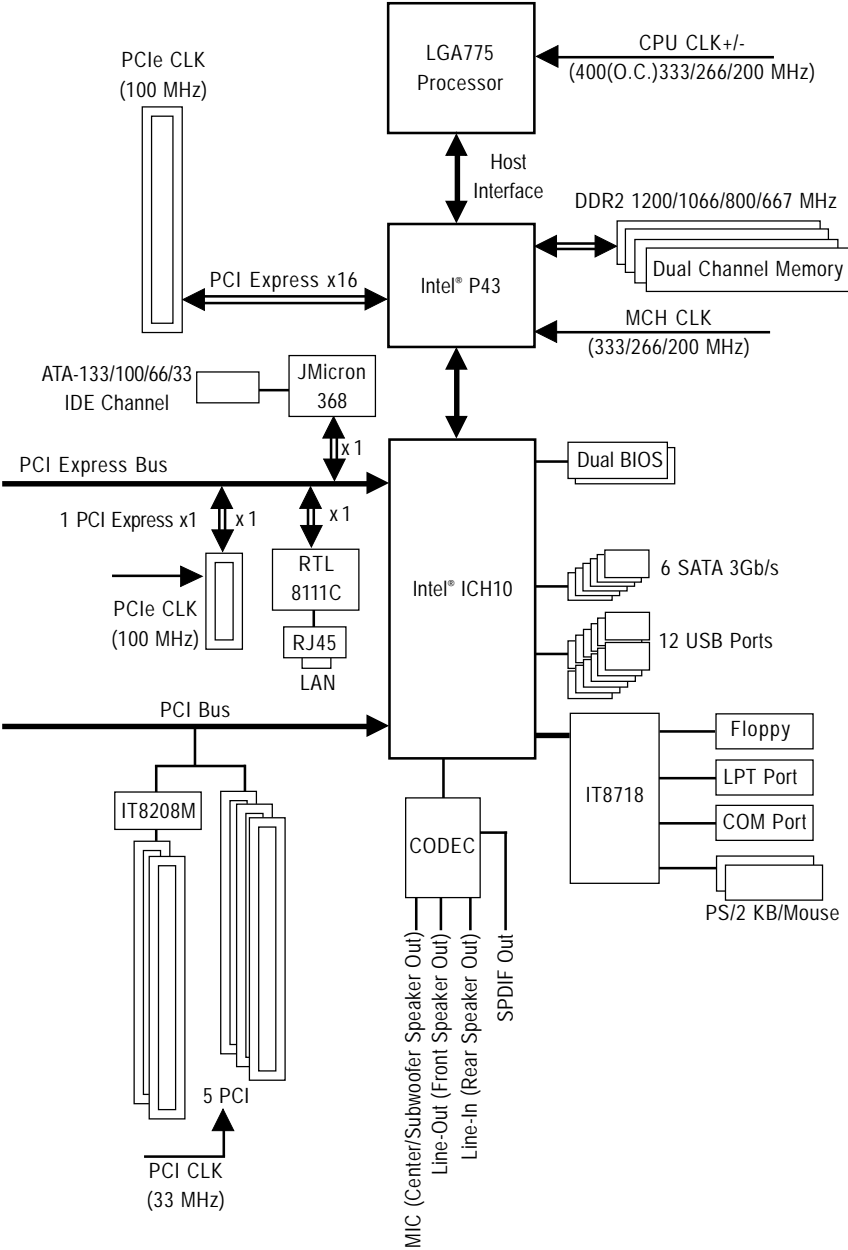 LGA775
Processor
CPU CLK+/-
(400(O.C.)333/266/200 MHz)
PCIe CLK
(100 MHz)
Host
Interface
DDR2 1200/1066/800/667 MHz
Dual Channel Memory
PCI Express x16
Intel® P43
MCH CLK
(333/266/200 MHz)
ATA-133/100/66/33
IDE Channel
JMicron
368
x 1
PCI Express Bus
Dual BIOS
1 PCI Express x1
x 1
x 1
RTL
8111C
Intel® ICH10
6 SATA 3Gb/s
PCIe CLK
(100 MHz)
RJ45
LAN
12 USB Ports
PCI Bus
IT8718
Floppy
LPT Port
COM Port
PS/2 KB/Mouse
IT8208M
CODEC
MIC (Center/Subwoofer Speaker Out)
Line-Out (Front Speaker Out)
Line-In (Rear Speaker Out)
SPDIF Out
5 PCI
PCI CLK
(33 MHz)